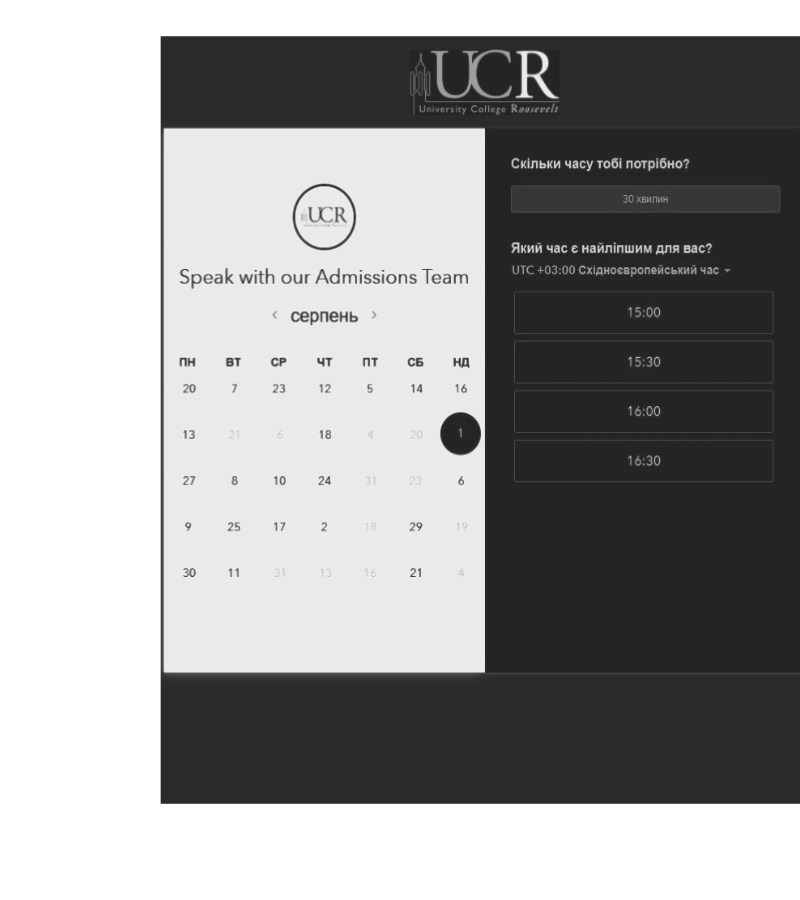 UCR
University College Roosevelt
UCR
Speak with our Admissions Team
‹ серпень ›
ПН ВТ СР ЧТ ПТ СБ НД
20 7 23 12 5 14 16
13 21 6 18 4 20 1
27 8 10 24 31 23 6
9 25 17 2 18 29 19
30 11 31 13 16 21 4
Скільки часу тобі потрібно?
30 хвилин
Який час є найліпшим для вас?
UTC +03:00 Східноєвропейський час
15:00
15:30
16:00
16:30